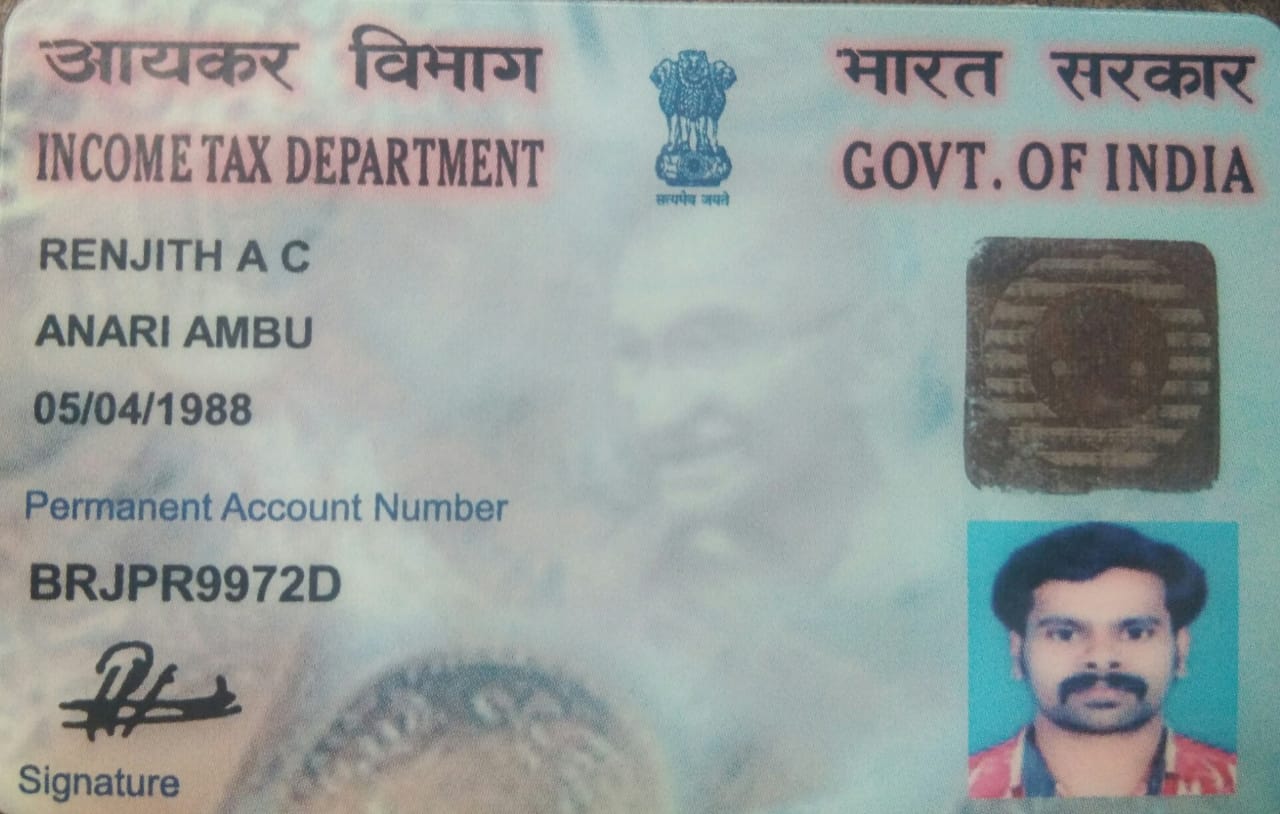 आयकर विभाग
INCOME TAX DEPARTMENT
सत्यमेव जयते
भारत सरकार
GOVT. OF INDIA
RENJITH A C
ANARI AMBU
05/04/1988
Permanent Account Number
BRJPR9972D
Signature